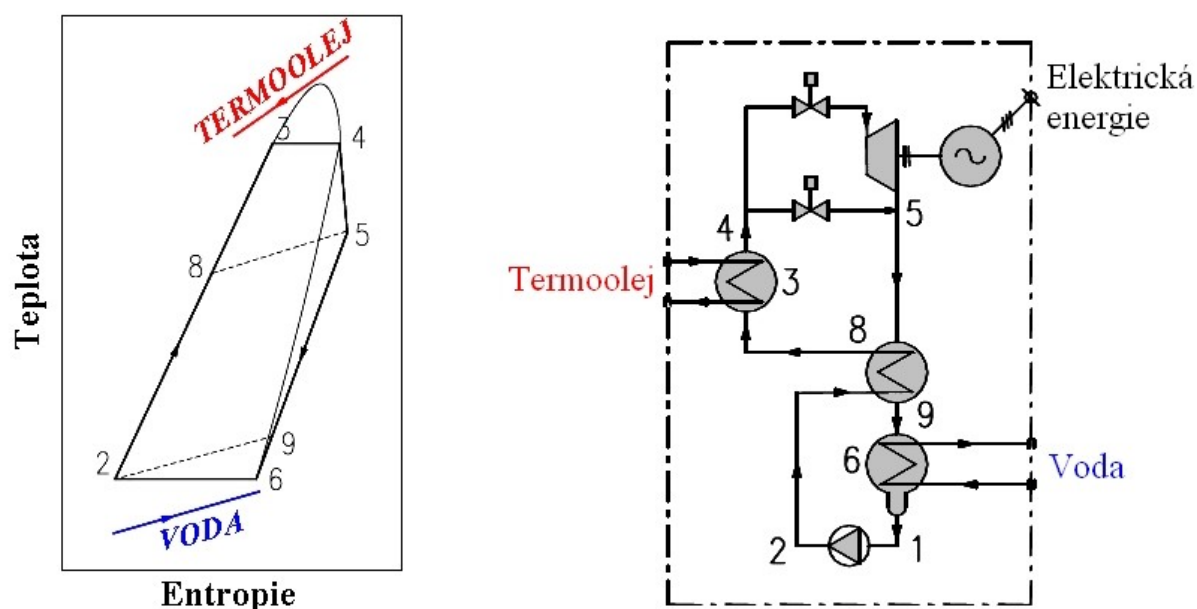 Teplota
Entropie
TERMOOLEJ
3
4
8
5
2
9
6
VODA
Elektrická
energie
4
5
Termoolej
3
8
9
6
Voda
2
1